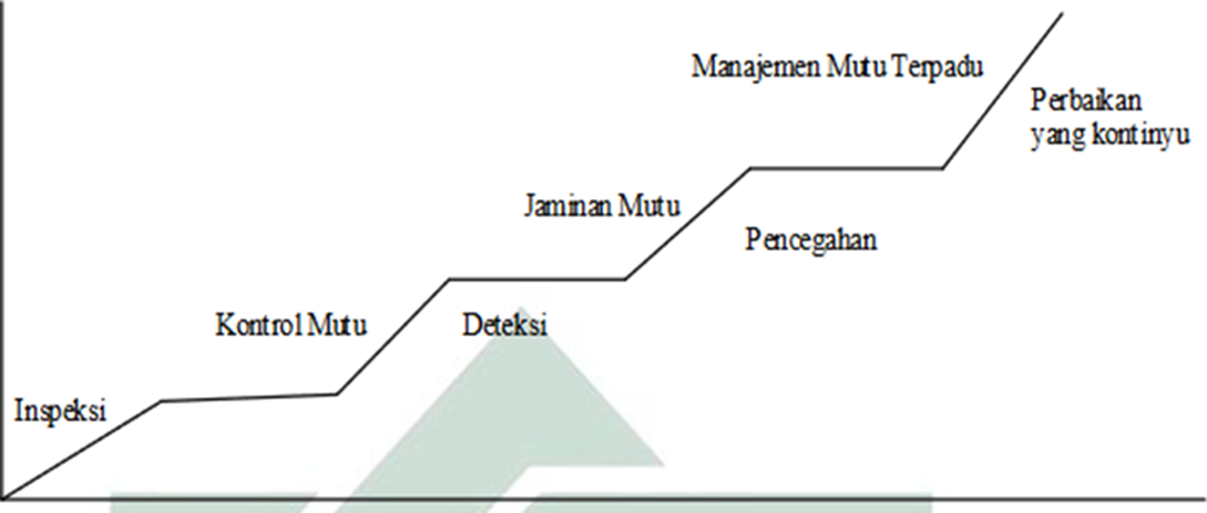 Manajemen Mutu Terpadu
Perbaikan
yang kontinyu
Jaminan Mutu
Pencegahan
Kontrol Mutu
Deteksi
Inspeksi